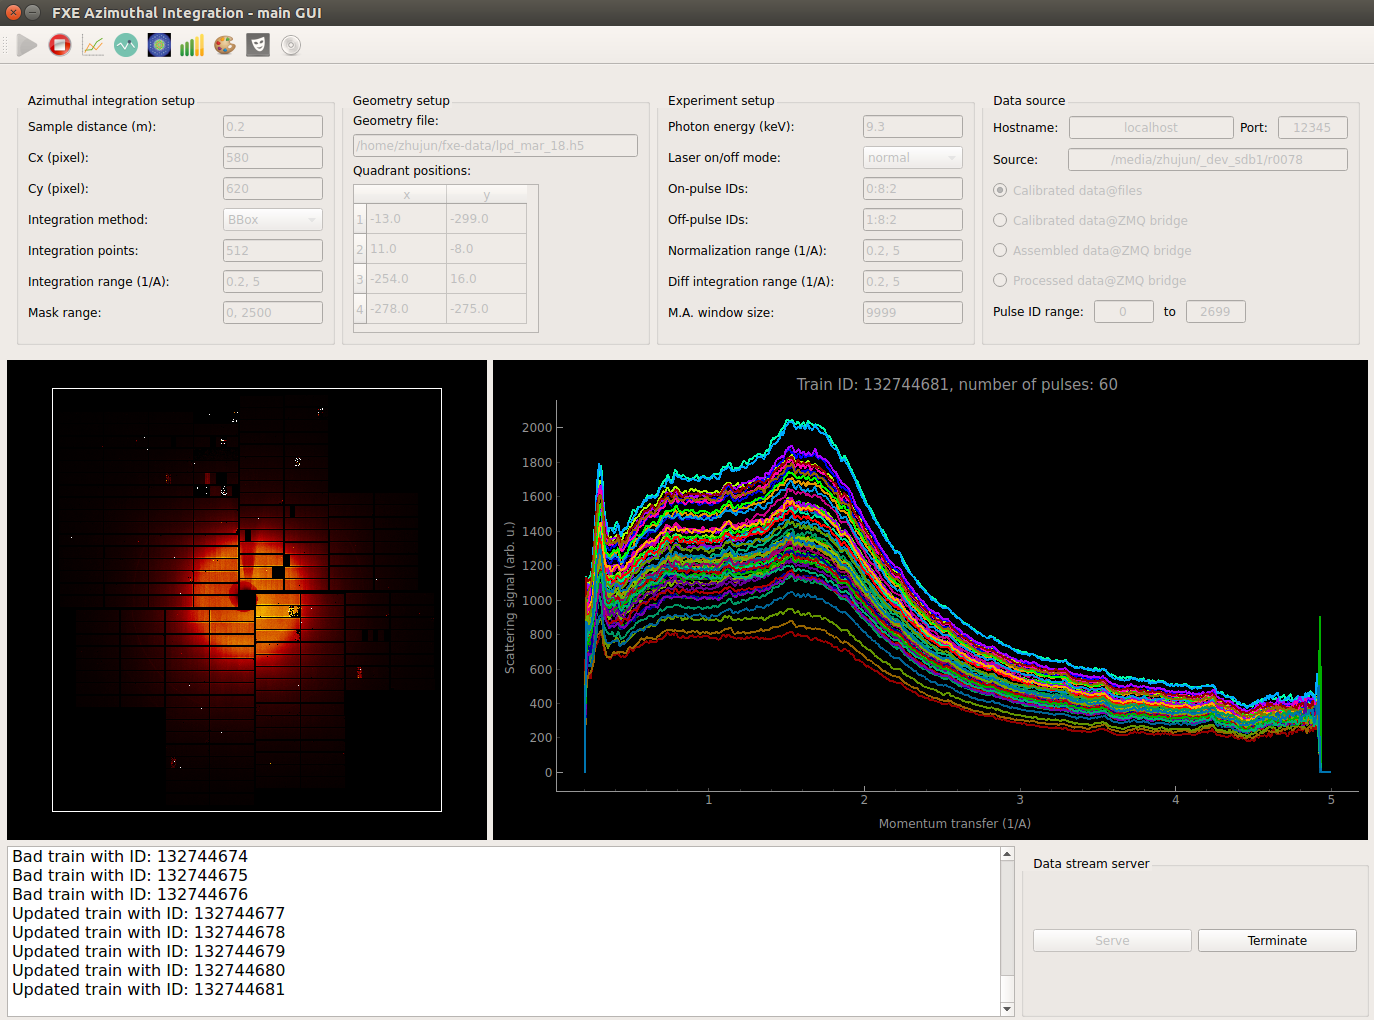 FXE Azimuthal Integration - main GUI
Azimuthal integration setup
Sample distance (m): 0.2
Cx (pixel): 580
Cy (pixel): 620
Integration method: BBox
Integration points: 512
Integration range (1/A): 0.2, 5
Mask range: 0, 2500
Geometry setup
Geometry file:
/home/zhujun/fxe-data/lpd_mar_18.h5
Quadrant positions:
x y
1 -13.0 -299.0
2 11.0 -8.0
3 -254.0 16.0
4 -278.0 -275.0
Experiment setup
Photon energy (keV): 9.3
Laser on/off mode: normal
On-pulse IDs: 0:8:2
Off-pulse IDs: 1:8:2
Normalization range (1/A): 0.2, 5
Diff integration range (1/A): 0.2, 5
M.A. window size: 9999
Data source
Hostname: localhost Port: 12345
Source: /media/zhujun/_dev_sdb1/r0078
Calibrated data@files
Calibrated data@ZMQ bridge
Assembled data@ZMQ bridge
Processed data@ZMQ bridge
Pulse ID range: 0 to 2699
Train ID: 132744681, number of pulses: 60
Scattering signal (arb. u.)
2000
1800
1600
1400
1200
1000
800
600
400
200
0
1 2 3 4 5
Momentum transfer (1/A)
Bad train with ID: 132744674
Bad train with ID: 132744675
Bad train with ID: 132744676
Updated train with ID: 132744677
Updated train with ID: 132744678
Updated train with ID: 132744679
Updated train with ID: 132744680
Updated train with ID: 132744681
Data stream server
Serve Terminate